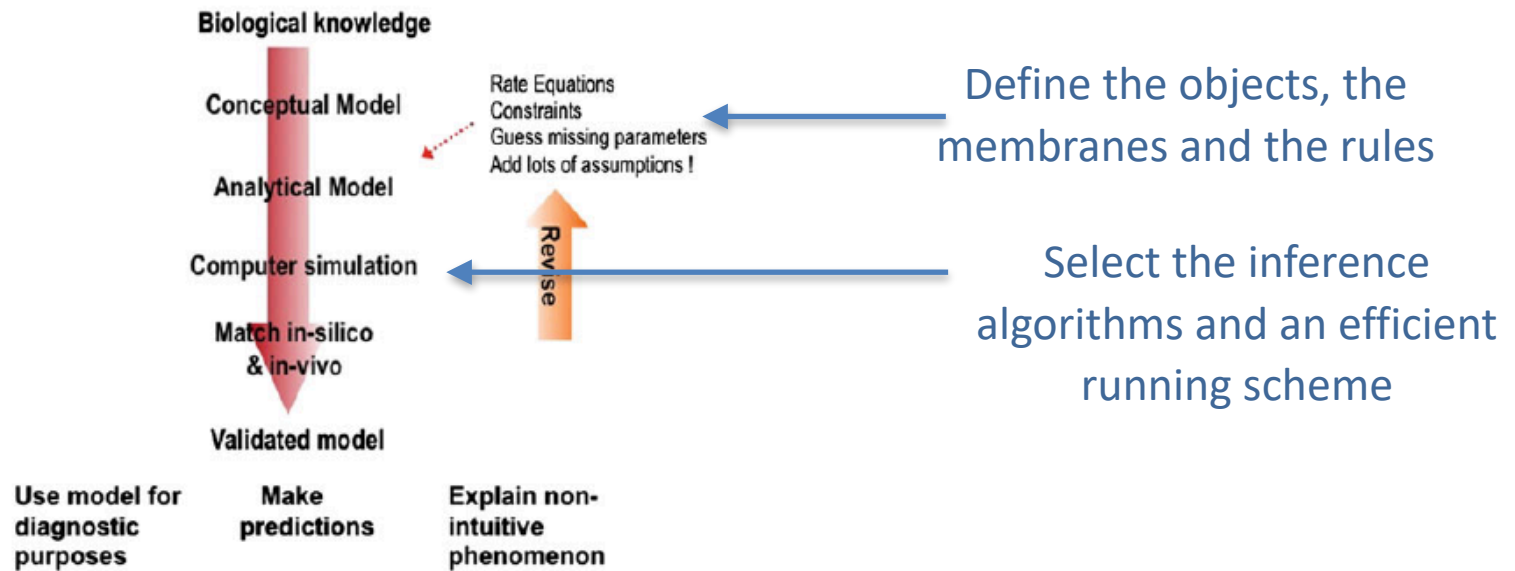 Biological knowledge
Conceptual Model
Rate Equations
Constraints
Guess missing parameters
Add lots of assumptions !
Define the objects, the
membranes and the rules
Analytical Model
Computer simulation
Revise
Select the inference
algorithms and an efficient
running scheme
Match in-silico
& in-vivo
Validated model
Use model for
diagnostic
purposes
Make
predictions
Explain non-
intuitive
phenomenon